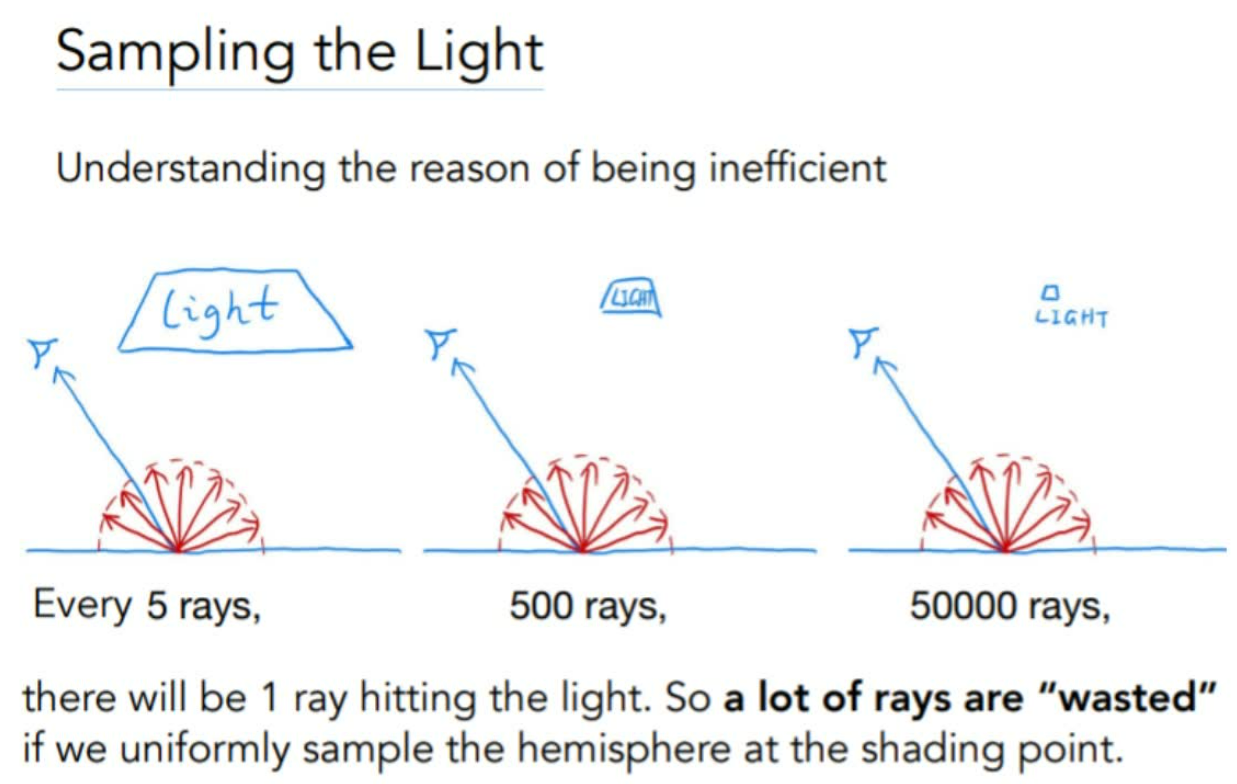 Sampling the Light
Understanding the reason of being inefficient
Light
LIGHT
LIGHT
Every 5 rays,
500 rays,
50000 rays,
there will be 1 ray hitting the light. So a lot of rays are "wasted"
if we uniformly sample the hemisphere at the shading point.